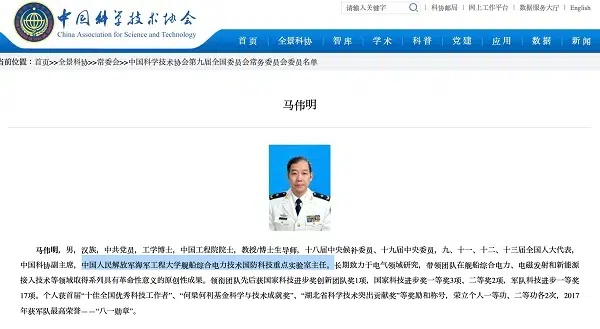 中国科学技术协会
China Association for Science and Technology
请输入关键字
科协邮局 | 网上工作平台 | 数据服务大厅 | English
首页 全景科协 智库 学术 科普 党建 应用 数据 新闻
当前位置：首页>>全景科协>>常委会>>中国科学技术协会第九届全国委员会常务委员会委员名单
马伟明
马伟明，男，汉族，中共党员，工学博士，中国工程院院士，教授/博士生导师，十八届中央候补委员、十九届中央委员，九、十一、十二、十三届全国人大代表，
中国科协副主席，中国人民解放军海军工程大学舰船综合电力技术国防科技重点实验室主任。长期致力于电气领域研究，带领团队在舰船综合电力、电磁发射和新能源
接入技术等领域取得系列具有革命性意义的原创性成果。领衔团队先后获国家科技进步奖创新团队奖1项，国家科技进步一等奖3项、二等奖2项，军队科技进步一等奖
17项。个人获首届“十佳全国优秀科技工作者”、“何梁何利基金科学与技术成就奖”、“湖北省科学技术突出贡献奖”等奖励和称号，荣立个人一等功、二等功各2次，2017
年获军队最高荣誉——“八一勋章”。